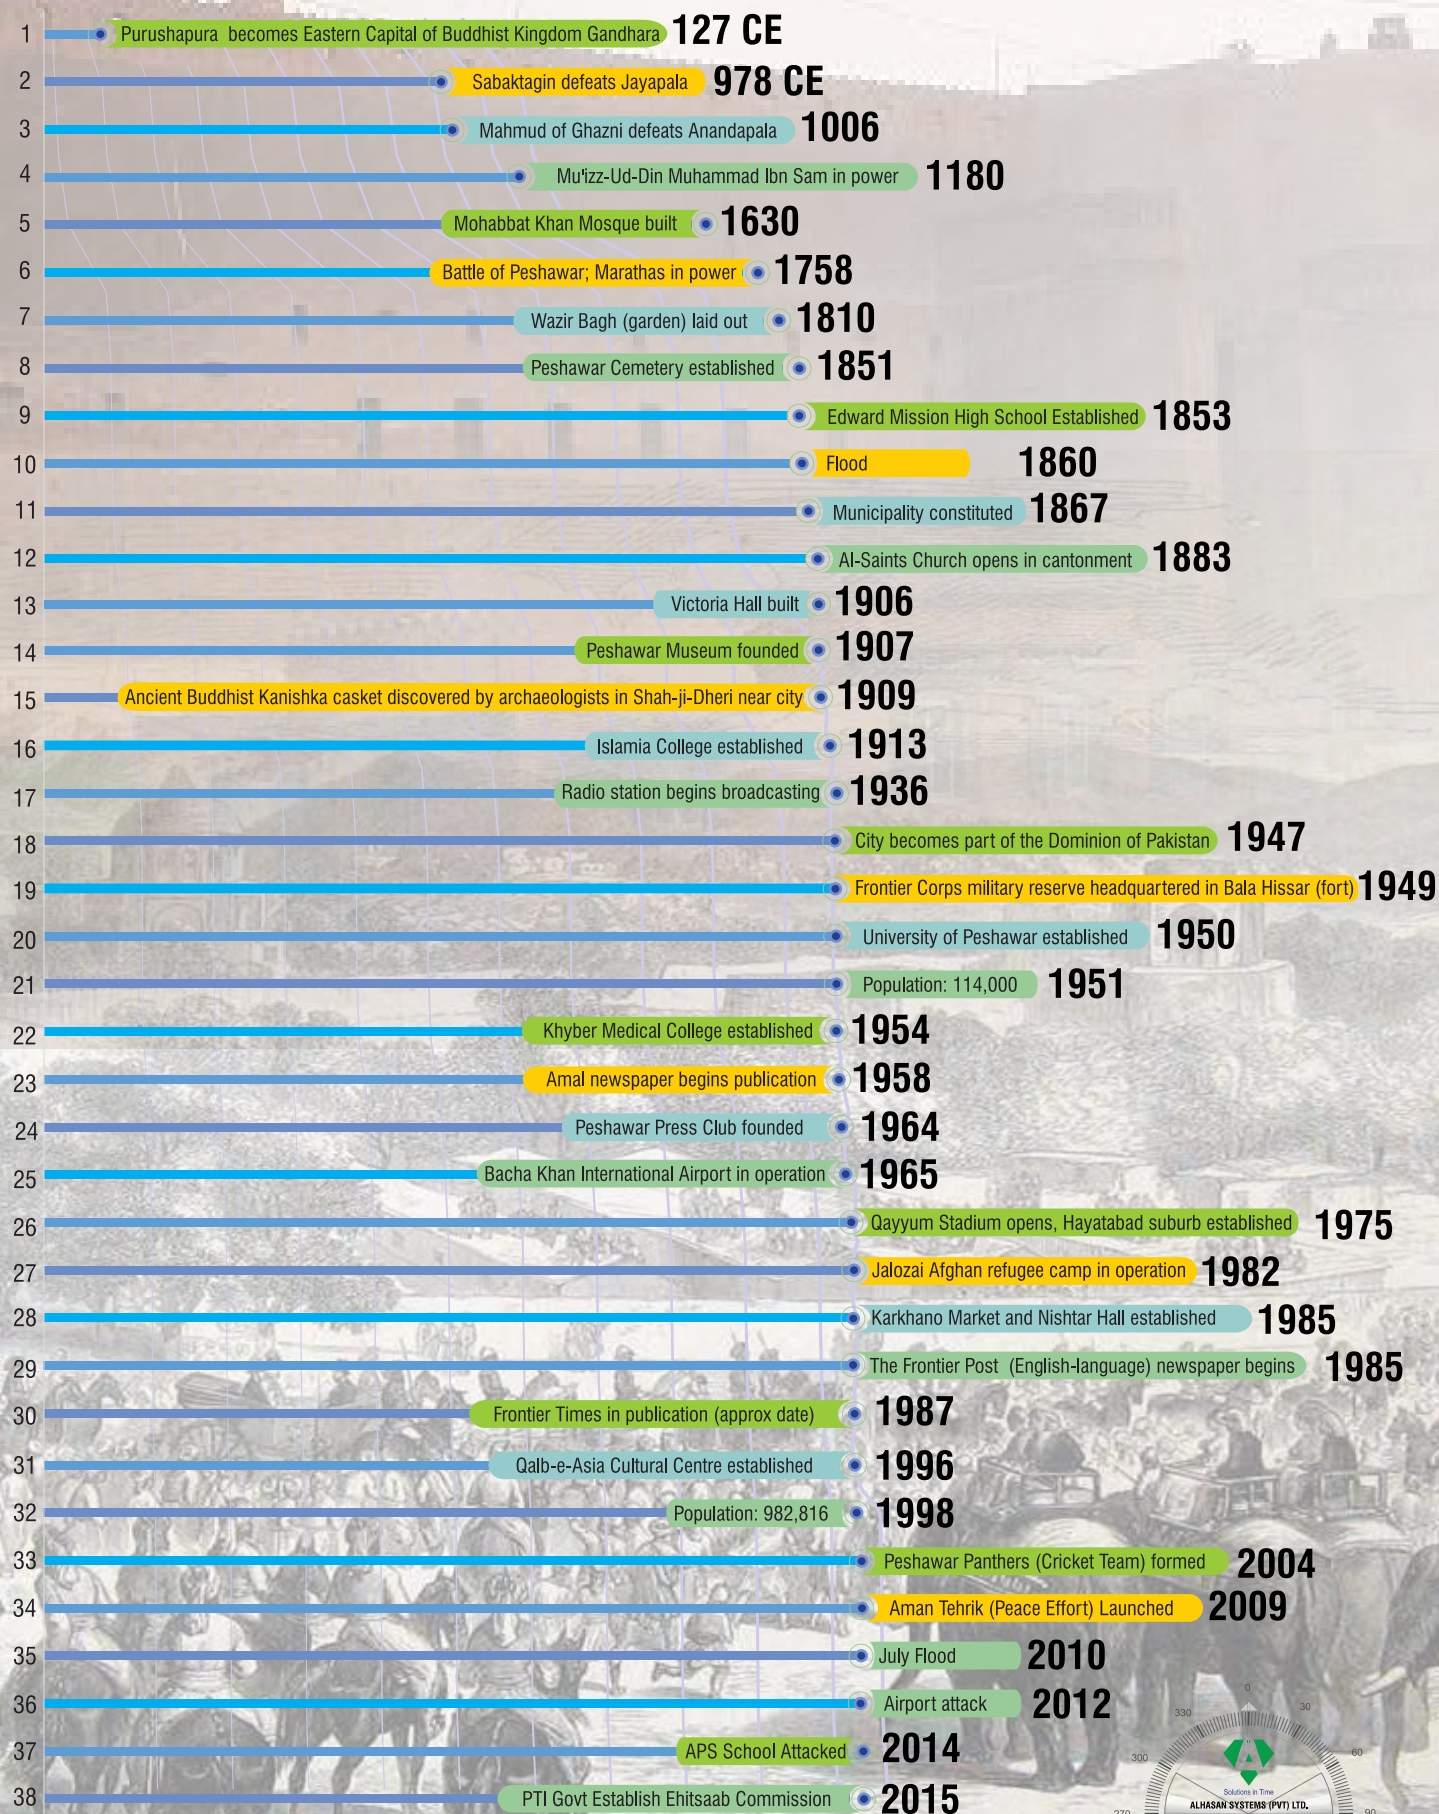 1 Purushapura becomes Eastern Capital of Buddhist Kingdom Gandhara 127 CE
2 Sabaktagin defeats Jayapala 978 CE
3 Mahmud of Ghazni defeats Anandapala 1006
4 Mu'izz-Ud-Din Muhammad Ibn Sam in power 1180
5 Mohabbat Khan Mosque built 1630
6 Battle of Peshawar; Marathas in power 1758
7 Wazir Bagh (garden) laid out 1810
8 Peshawar Cemetery established 1851
9 Edward Mission High School Established 1853
10 Flood 1860
11 Municipality constituted 1867
12 Al-Saints Church opens in cantonment 1883
13 Victoria Hall built 1906
14 Peshawar Museum founded 1907
15 Ancient Buddhist Kanishka casket discovered by archaeologists in Shah-ji-Dheri near city 1909
16 Islamia College established 1913
17 Radio station begins broadcasting 1936
18 City becomes part of the Dominion of Pakistan 1947
19 Frontier Corps military reserve headquartered in Bala Hissar (fort) 1949
20 University of Peshawar established 1950
21 Population: 114,000 1951
22 Khyber Medical College established 1954
23 Amal newspaper begins publication 1958
24 Peshawar Press Club founded 1964
25 Bacha Khan International Airport in operation 1965
26 Qayyum Stadium opens, Hayatabad suburb established 1975
27 Jalozai Afghan refugee camp in operation 1982
28 Karkhano Market and Nishtar Hall established 1985
29 The Frontier Post (English-language) newspaper begins 1985
30 Frontier Times in publication (approx date) 1987
31 Qalb-e-Asia Cultural Centre established 1996
32 Population: 982,816 1998
33 Peshawar Panthers (Cricket Team) formed 2004
34 Aman Tehrik (Peace Effort) Launched 2009
35 July Flood 2010
36 Airport attack 2012
37 APS School Attacked 2014
38 PTI Govt Establish Ehitsaab Commission 2015
0
330 30
300 60
Solutions in Time
ALHASAN SYSTEMS (PVT) LTD.
270 90